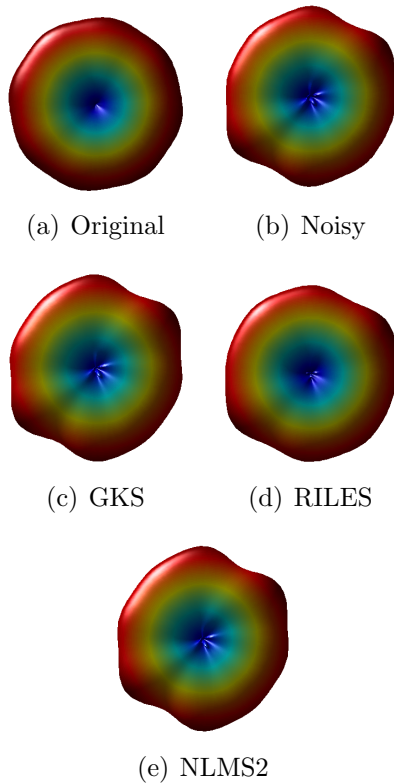 (a) Original
(b) Noisy
(c) GKS
(d) RILES
(e) NLMS2